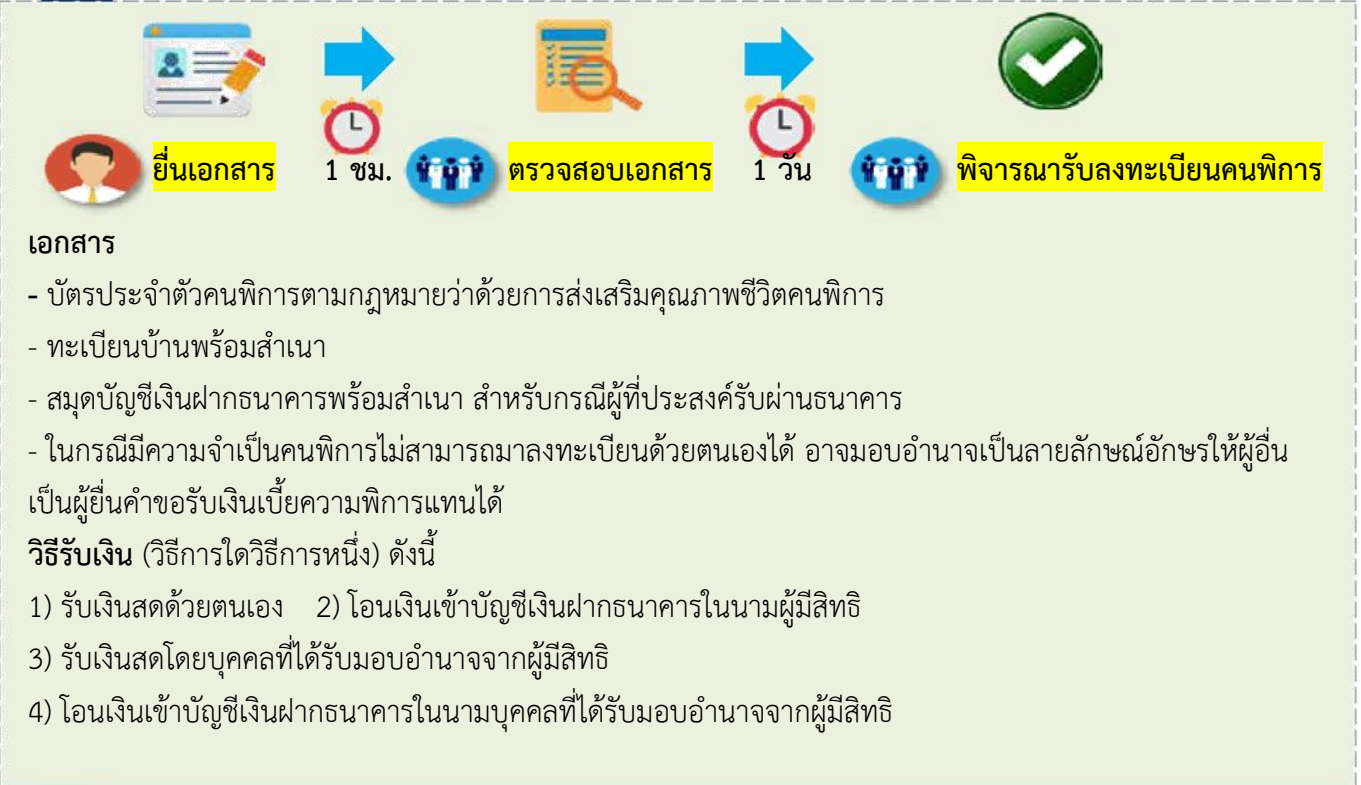 ยื่นเอกสาร 1 ชม. ตรวจสอบเอกสาร 1 วัน พิจารณารับลงทะเบียนคนพิการ
เอกสาร
- บัตรประจำตัวคนพิการตามกฎหมายว่าด้วยการส่งเสริมคุณภาพชีวิตคนพิการ
- ทะเบียนบ้านพร้อมสำเนา
- สมุดบัญชีเงินฝากธนาคารพร้อมสำเนา สำหรับกรณีผู้ที่ประสงค์รับผ่านธนาคาร
- ในกรณีมีความจำเป็นคนพิการไม่สามารถมาลงทะเบียนด้วยตนเองได้ อาจมอบอำนาจเป็นลายลักษณ์อักษรให้ผู้อื่น
เป็นผู้ยื่นคำขอรับเงินเบี้ยความพิการแทนได้
วิธีรับเงิน (วิธีการใดวิธีการหนึ่ง) ดังนี้
1) รับเงินสดด้วยตนเอง 2) โอนเงินเข้าบัญชีเงินฝากธนาคารในนามผู้มีสิทธิ
3) รับเงินสดโดยบุคคลที่ได้รับมอบอำนาจจากผู้มีสิทธิ
4) โอนเงินเข้าบัญชีเงินฝากธนาคารในนามบุคคลที่ได้รับมอบอำนาจจากผู้มีสิทธิ